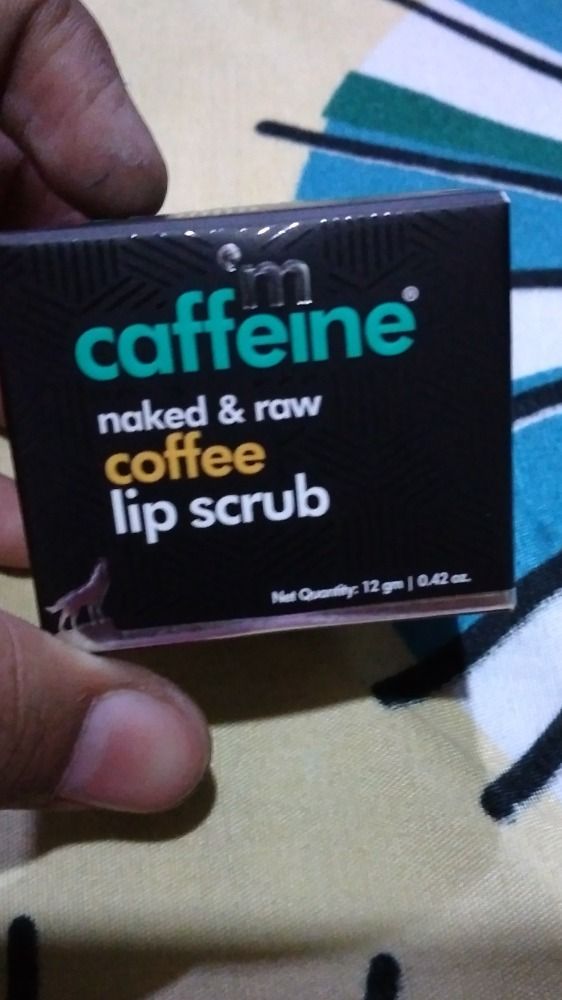 'm
caffeine®
naked & raw
coffee
lip scrub
Net Quantity: 12 gm | 0.42 oz.